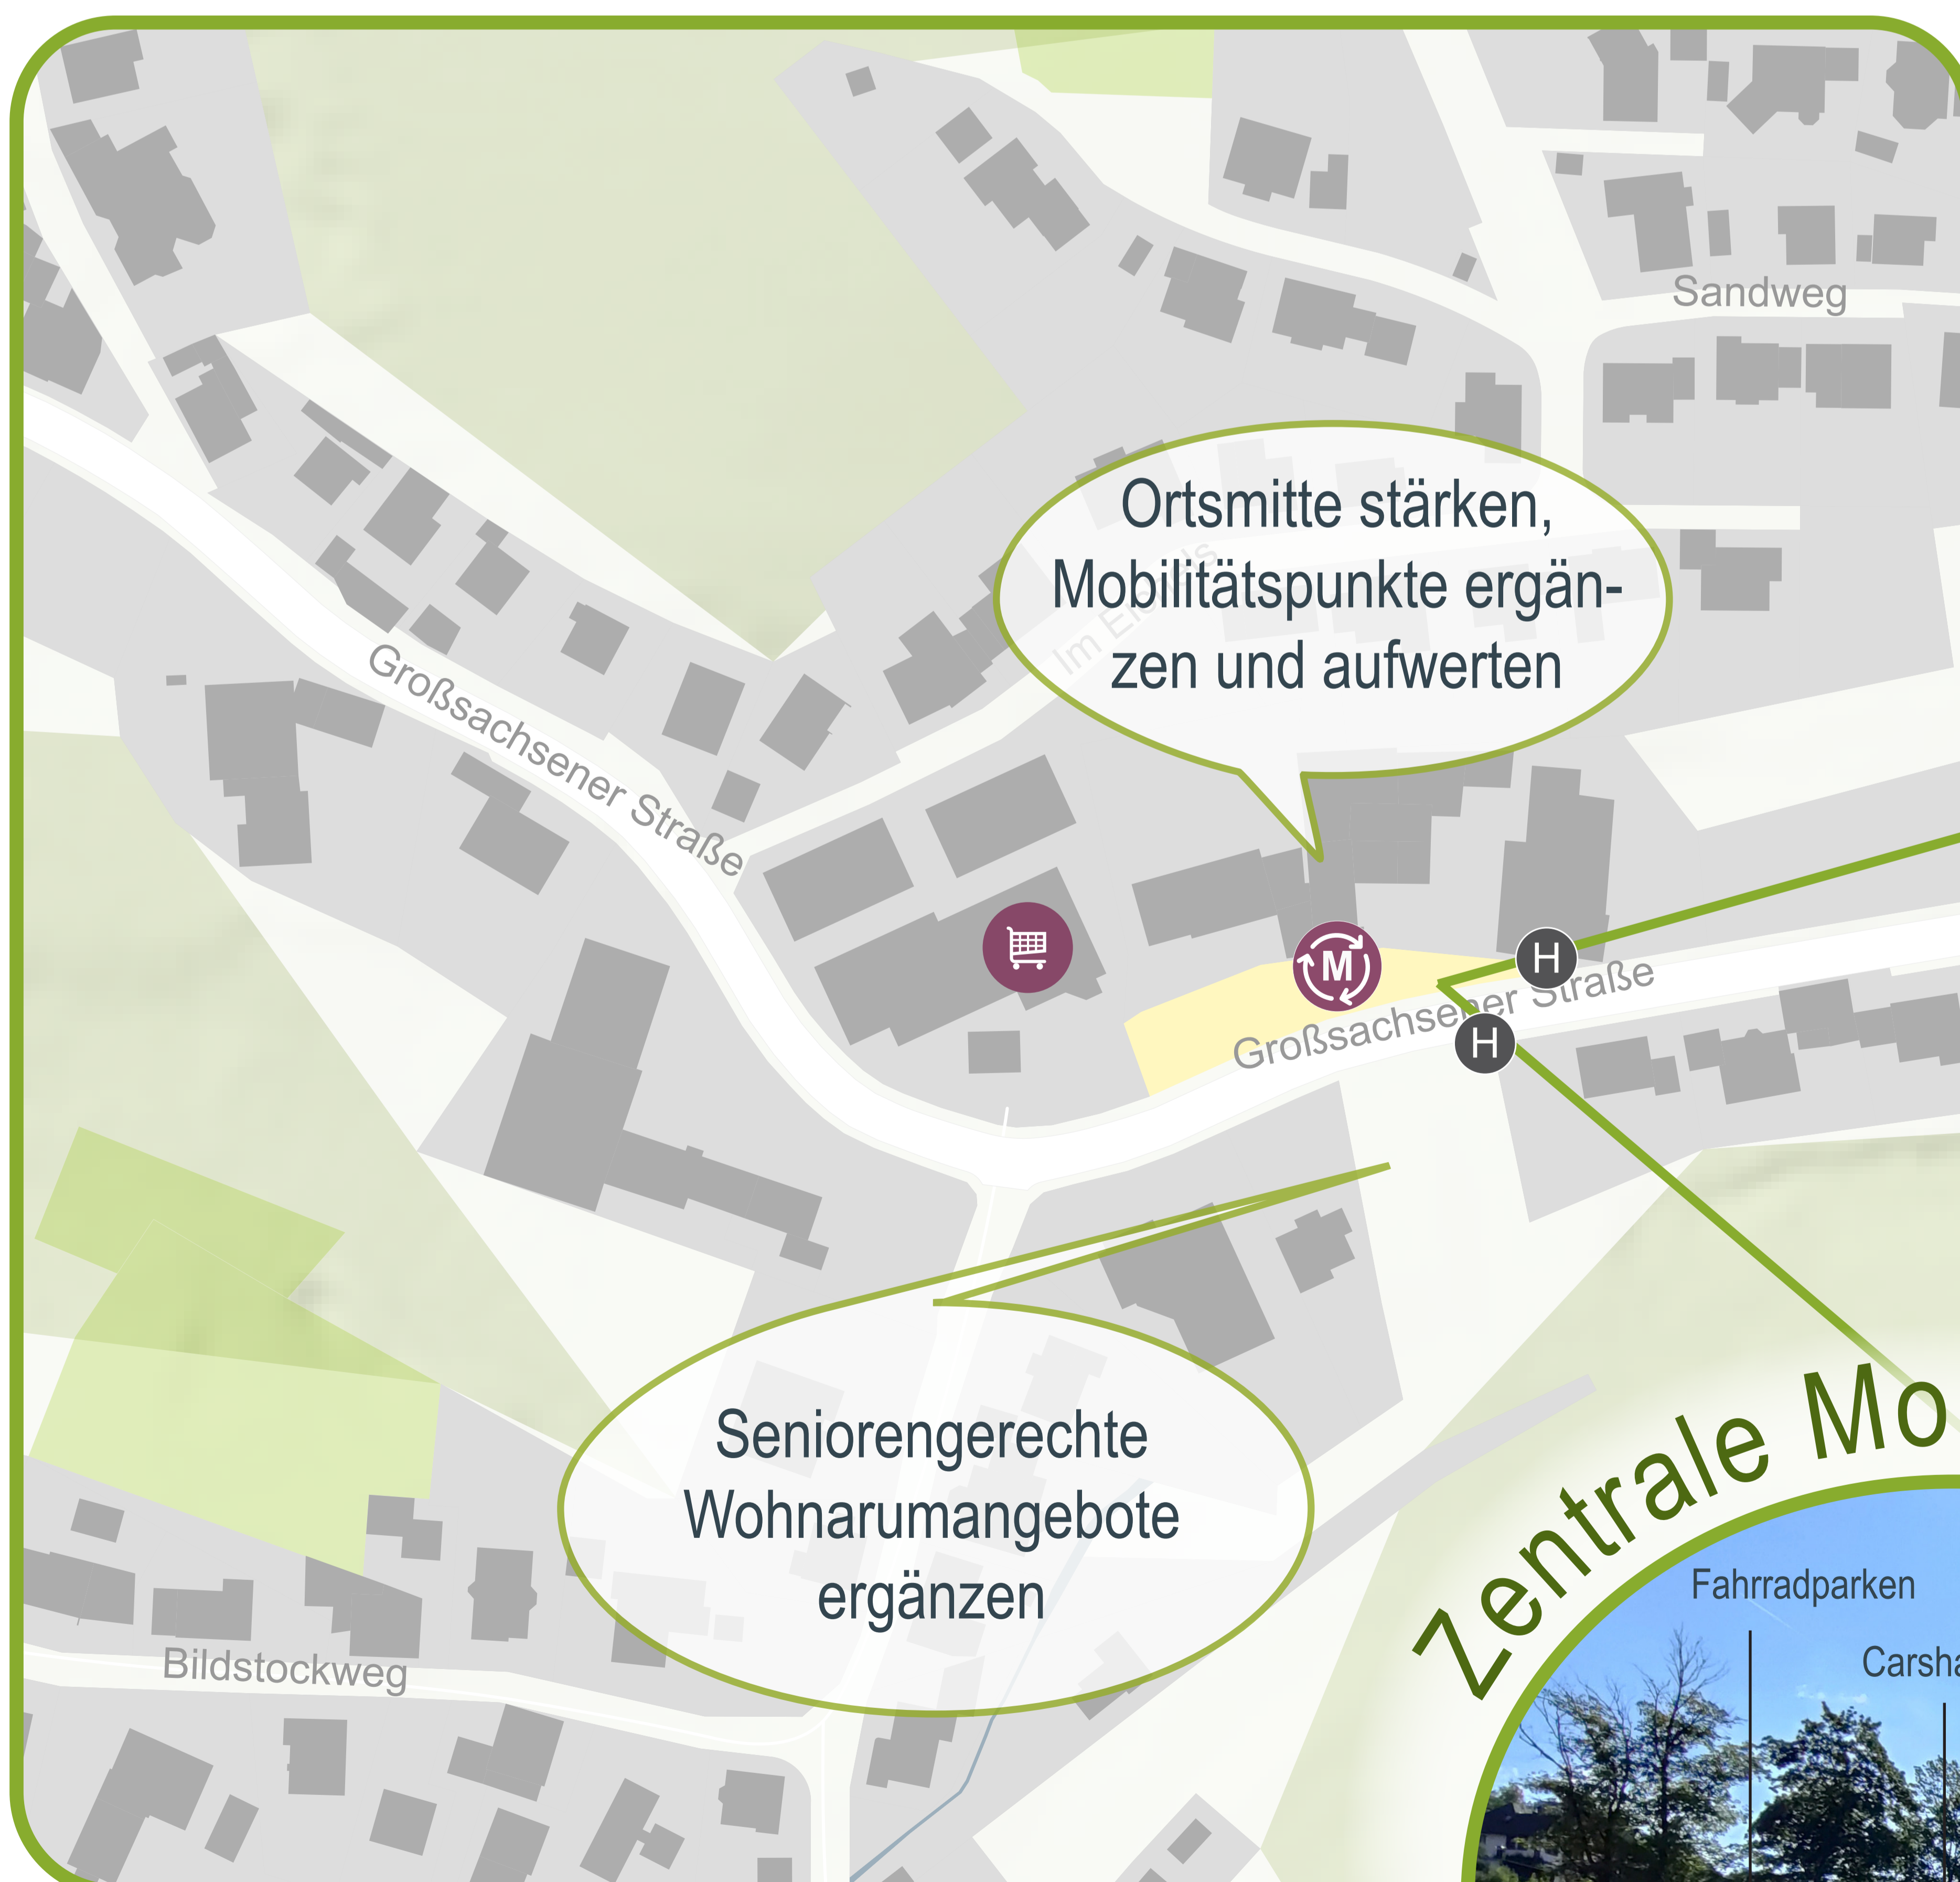 Sandweg
Ortsmitte stärken,
Mobilitätspunkte ergän-
zen und aufwerten
Im
Großsachsener Straße
M
H
Großsachsener Straße
H
Seniorengerechte
Wohnarumangebote
ergänzen
Zentrale Mo
Fahrradparken
Carsha
Bildstockweg